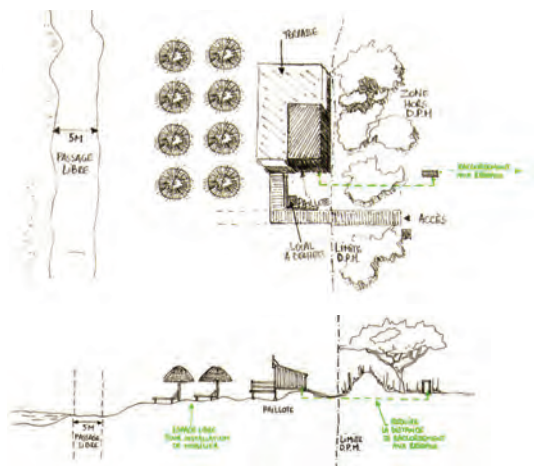 TERRASSE
ZONE
HORS
D.P.M
5M
PASSAGE
LIBRE
RACCORDEMENT
AUX RÉSEAUX
PAILLOTE
ACCÈS
LOCAL
À DÉCHETS
LIMITE
D.P.M.
5M
PASSAGE
LIBRE
ESPACE LIBRE
POUR INSTALLATION
DE MOBILIER
PAILLOTE
LIMITE
D.P.M.
RÉDUIRE
LA DISTANCE
DE RACCORDEMENT
AUX RÉSEAUX